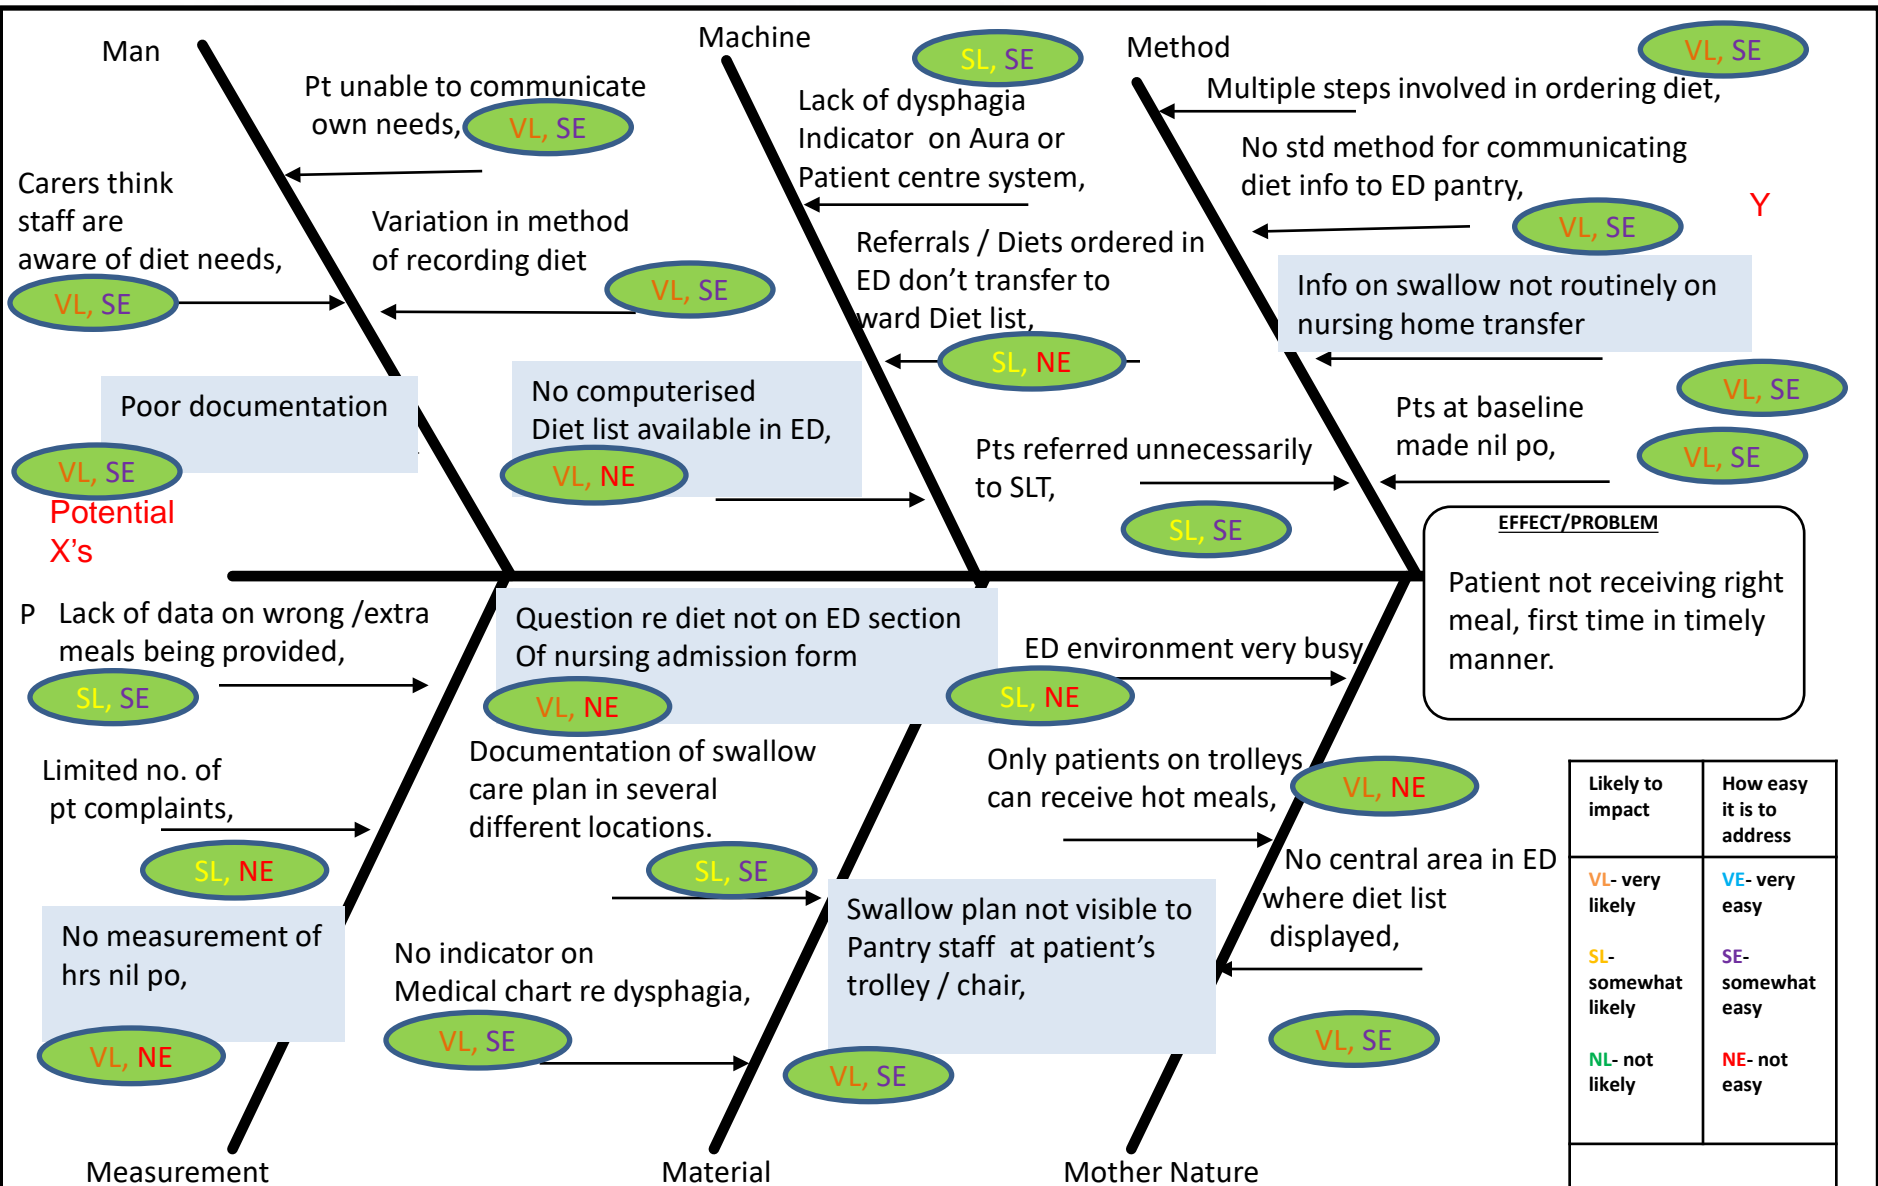 Man
Machine
Method
VL, SE
SL, SE
Pt unable to communicate
own needs,
VL, SE
Lack of dysphagia
Indicator  on Aura or
Patient centre system,
Multiple steps involved in ordering diet,
No std method for communicating
diet info to ED pantry,
VL, SE
Y
Carers think
staff are
aware of diet needs,
VL, SE
Variation in method
of recording diet
VL, SE
Referrals / Diets ordered in
ED don't transfer to
ward Diet list,
SL, NE
Info on swallow not routinely on
nursing home transfer
VL, SE
Poor documentation
VL, SE
No computerised
Diet list available in ED,
VL, NE
Pts referred unnecessarily
to SLT,
SL, SE
Pts at baseline
made nil po,
VL, SE
Potential
X's
EFFECT/PROBLEM
Patient not receiving right
meal, first time in timely
manner.
P
Lack of data on wrong /extra
meals being provided,
SL, SE
Question re diet not on ED section
Of nursing admission form
VL, NE
ED environment very busy
SL, NE
Limited no. of
pt complaints,
SL, NE
Documentation of swallow
care plan in several
different locations.
SL, SE
Only patients on trolleys
can receive hot meals,
VL, NE
No measurement of
hrs nil po,
VL, NE
No indicator on
Medical chart re dysphagia,
VL, SE
Swallow plan not visible to
Pantry staff  at patient's
trolley / chair,
VL, SE
No central area in ED
where diet list
displayed,
VL, SE
Likely to
impact
How easy
it is to
address
VL- very
likely
VE- very
easy
SL-
somewhat
likely
SE-
somewhat
easy
NL- not
likely
NE- not
easy
Measurement
Material
Mother Nature